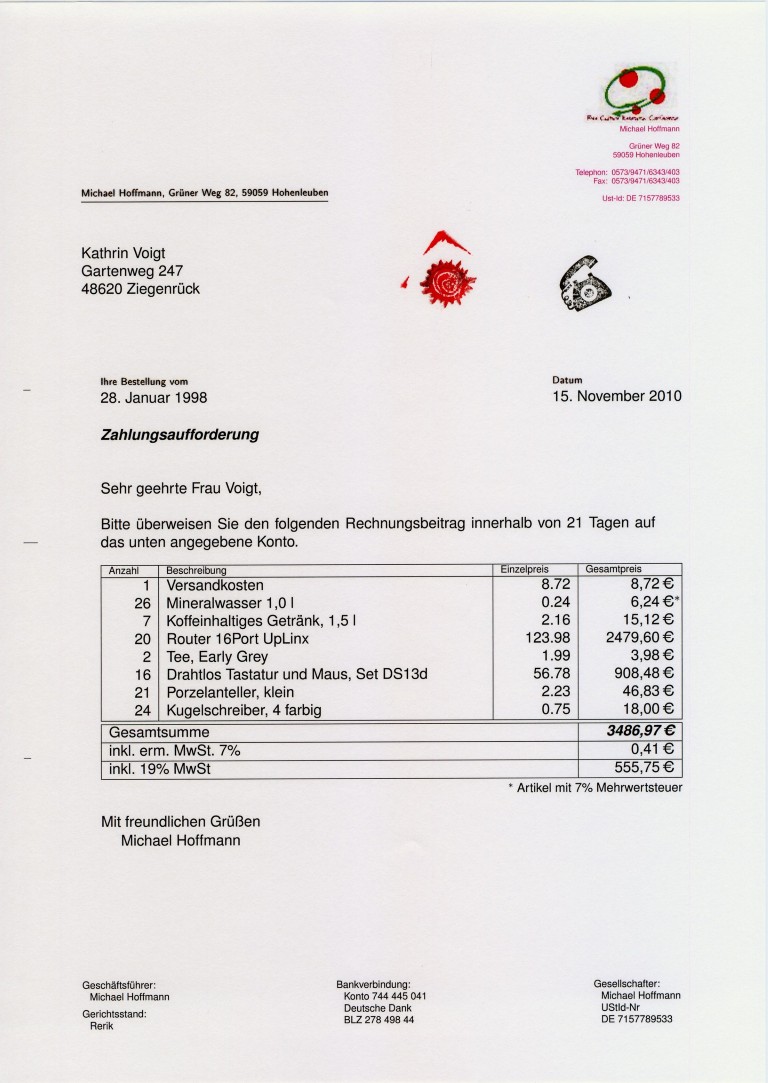 Michael Hoffmann
Grüner Weg 82
59059 Hohenleuben
Telephon: 0573/9471/6343/403
Fax: 0573/9471/6343/403
Ust-Id: DE 7157789533
Michael Hoffmann, Grüner Weg 82, 59059 Hohenleuben
Kathrin Voigt
Gartenweg 247
48620 Ziegenrück
Ihre Bestellung vom Datum
28. Januar 1998 15. November 2010
Zahlungsaufforderung
Sehr geehrte Frau Voigt,
Bitte überweisen Sie den folgenden Rechnungsbeitrag innerhalb von 21 Tagen auf
das unten angegebene Konto.
Anzahl Beschreibung Einzelpreis Gesamtpreis
1 Versandkosten 8.72 8,72 €
26 Mineralwasser 1,0 l 0.24 6,24 €*
7 Koffeinhaltiges Getränk, 1,5 l 2.16 15,12 €
20 Router 16Port UpLinx 123.98 2479,60 €
2 Tee, Early Grey 1.99 3,98 €
16 Drahtlos Tastatur und Maus, Set DS13d 56.78 908,48 €
21 Porzelanteller, klein 2.23 46,83 €
24 Kugelschreiber, 4 farbig 0.75 18,00 €
Gesamtsumme 3486,97 €
inkl. erm. MwSt. 7% 0,41 €
inkl. 19% MwSt 555,75 €
* Artikel mit 7% Mehrwertsteuer
Mit freundlichen Grüßen
Michael Hoffmann
Geschäftsführer:
Michael Hoffmann
Gerichtsstand:
Rerik
Bankverbindung:
Konto 744 445 041
Deutsche Dank
BLZ 278 498 44
Gesellschafter:
Michael Hoffmann
UStId-Nr
DE 7157789533